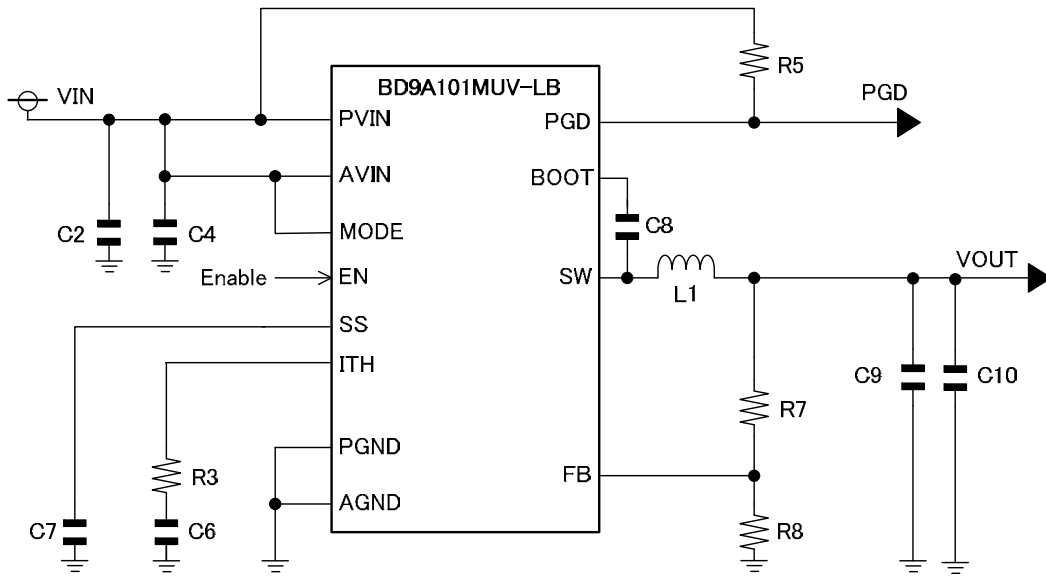 BD9A101MUV-LB
R5
VIN
PGD
PVIN
PGD
AVIN
BOOT
C2
C4
MODE
C8
Enable
EN
SW
L1
VOUT
SS
ITH
C9
C10
R7
PGND
R3
FB
AGND
C7
C6
R8